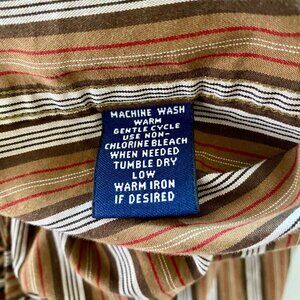 MACHINE WASH
WARM
GENTLE CYCLE
USE NON-
CHLORINE BLEACH
WHEN NEEDED
TUMBLE DRY
LOW
WARM IRON
IF DESIRED